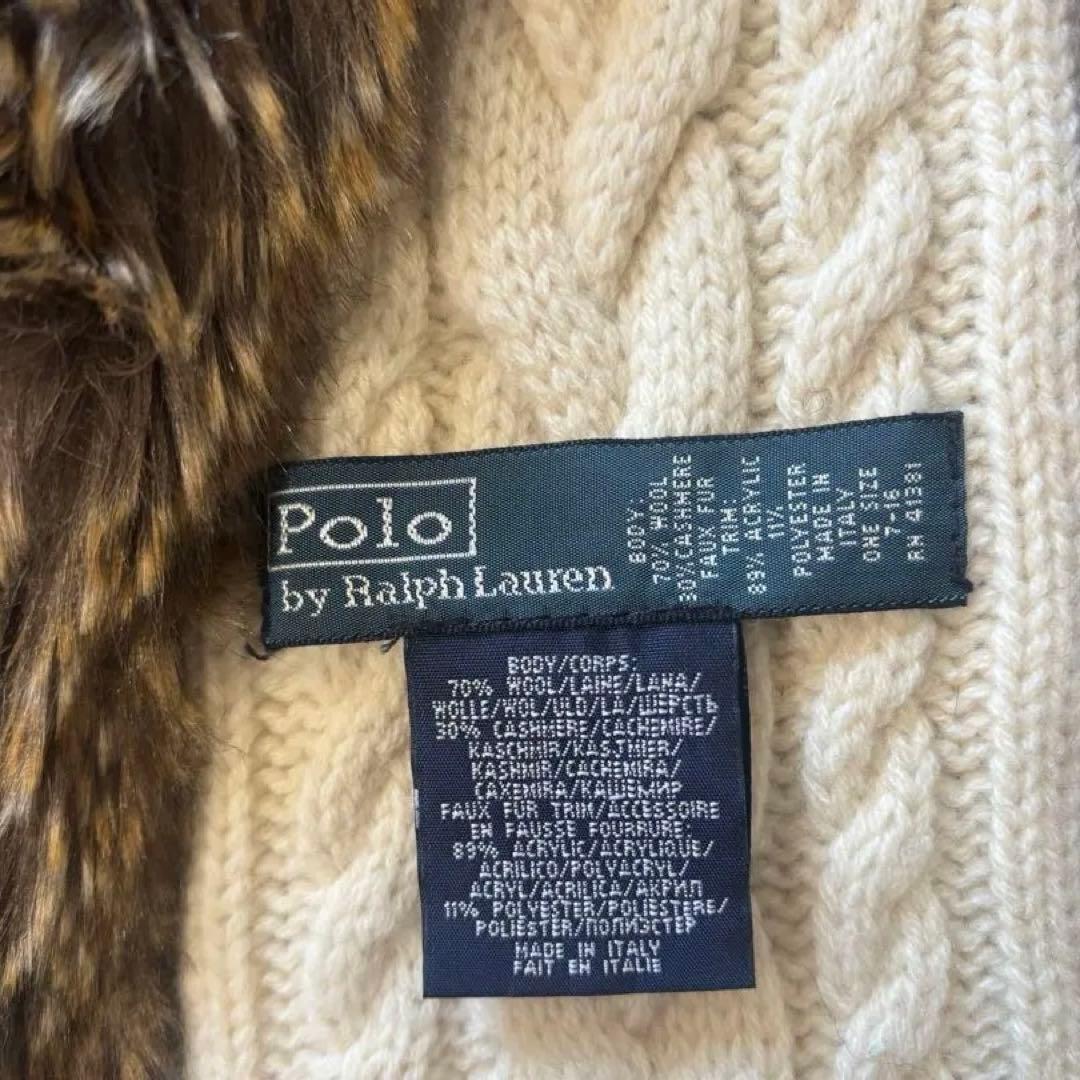 Polo
by Ralph Lauren
BODY:
70% WOOL
30% CASHMERE
FAUX FUR
TRIM:
89% ACRYLIC
11%
POLYESTER
MADE IN
ITALY
ONE SIZE
7-16
RN 41381
BODY/CORPS:
70% WOOL/LAINE/LANA/
WOLLE/WOL/ULD/LA/ШЕРСТЬ
30% CASHMERE/CACHEMIRE/
KASCHMIR/KASJMIER/
KASHMIR/CACHEMIRA/
CAXEMIRA/КАШЕМИР
FAUX FUR TRIM/ACCESSOIRE
EN FAUSSE FOURRURE:
89% ACRYLIC/ACRYLIQUE/
ACRILICO/POLYACRYL/
ACRYL/ACRILICA/АКРИЛ
11% POLYESTER/POLIESTERE/
POLIESTER/ПОЛИЭСТЕР
MADE IN ITALY
FAIT EN ITALIE